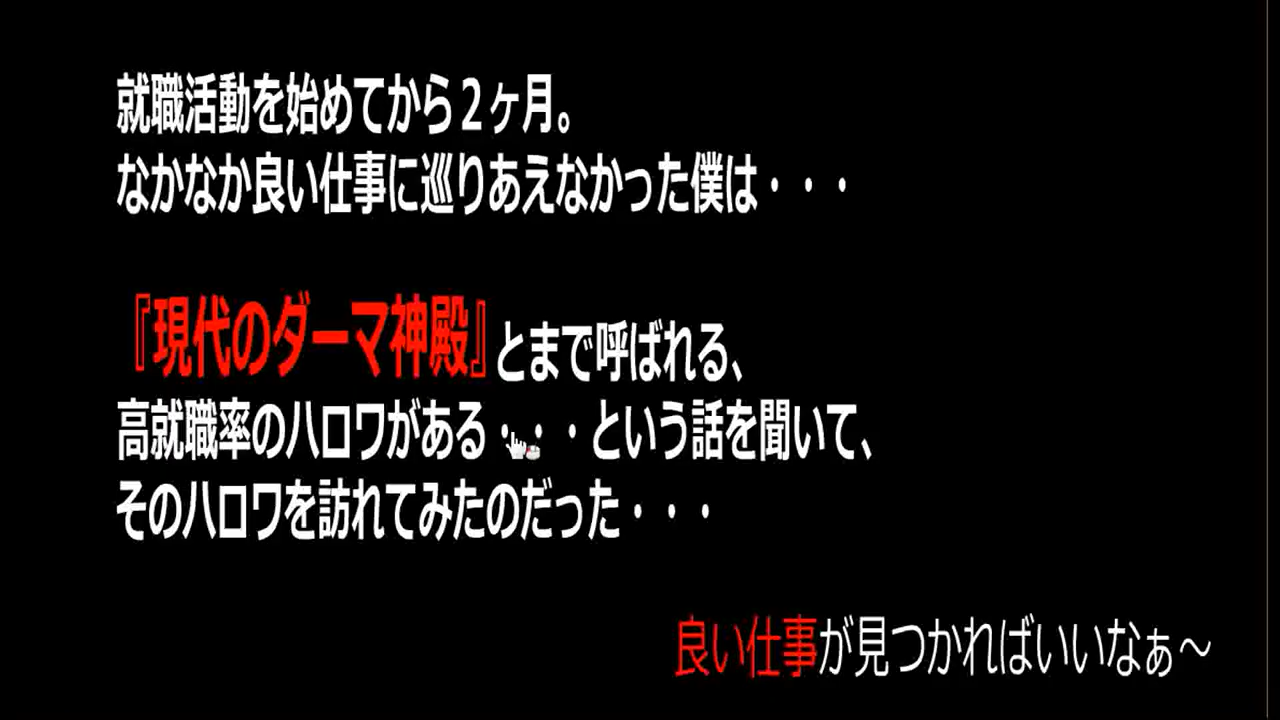 就職活動を始めてから２ヶ月。
なかなか良い仕事に巡りあえなかった僕は・・・
『現代のダーマ神殿』とまで呼ばれる、
高就職率のハロワがある・・・という話を聞いて、
そのハロワを訪れてみたのだった・・・
良い仕事が見つかればいいなぁ～